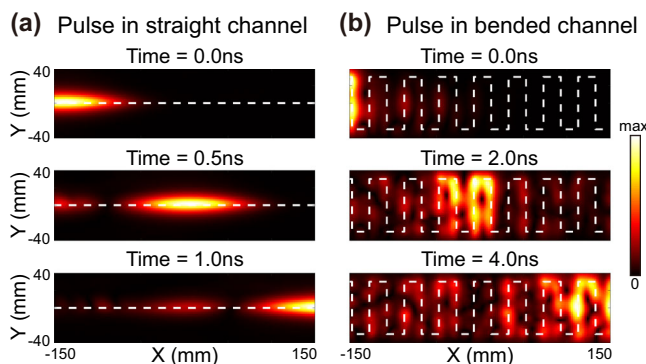 (a) Pulse in straight channel
Time = 0.0ns
40
Y (mm)
-40
Time = 0.5ns
40
Y (mm)
-40
Time = 1.0ns
40
Y (mm)
-40
-150 X (mm) 150
(b) Pulse in bended channel
Time = 0.0ns
Time = 2.0ns
Time = 4.0ns
-150 X (mm) 150
max
0